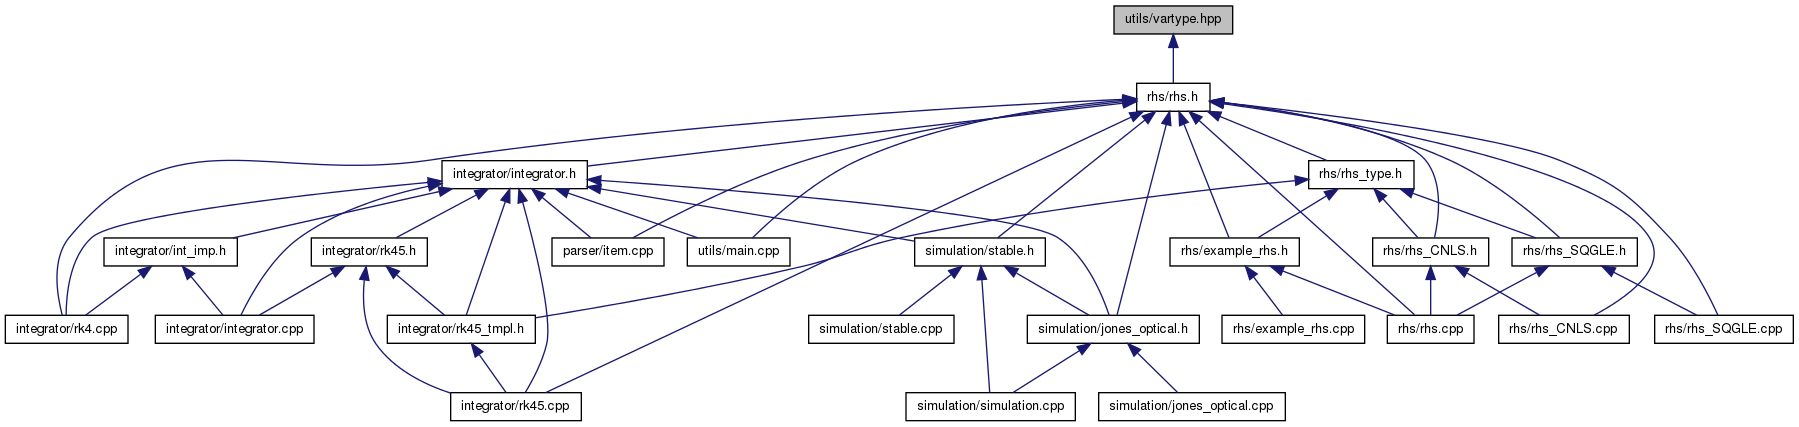 utils/vartype.hpp
rhs/rhs.h
integrator/integrator.h
rhs/rhs_type.h
integrator/int_imp.h
integrator/rk45.h
parser/item.cpp
utils/main.cpp
simulation/stable.h
rhs/example_rhs.h
rhs/rhs_CNLS.h
rhs/rhs_SQGLE.h
integrator/rk4.cpp
integrator/integrator.cpp
integrator/rk45_tmpl.h
simulation/stable.cpp
simulation/jones_optical.h
rhs/example_rhs.cpp
rhs/rhs.cpp
rhs/rhs_CNLS.cpp
rhs/rhs_SQGLE.cpp
integrator/rk45.cpp
simulation/simulation.cpp
simulation/jones_optical.cpp